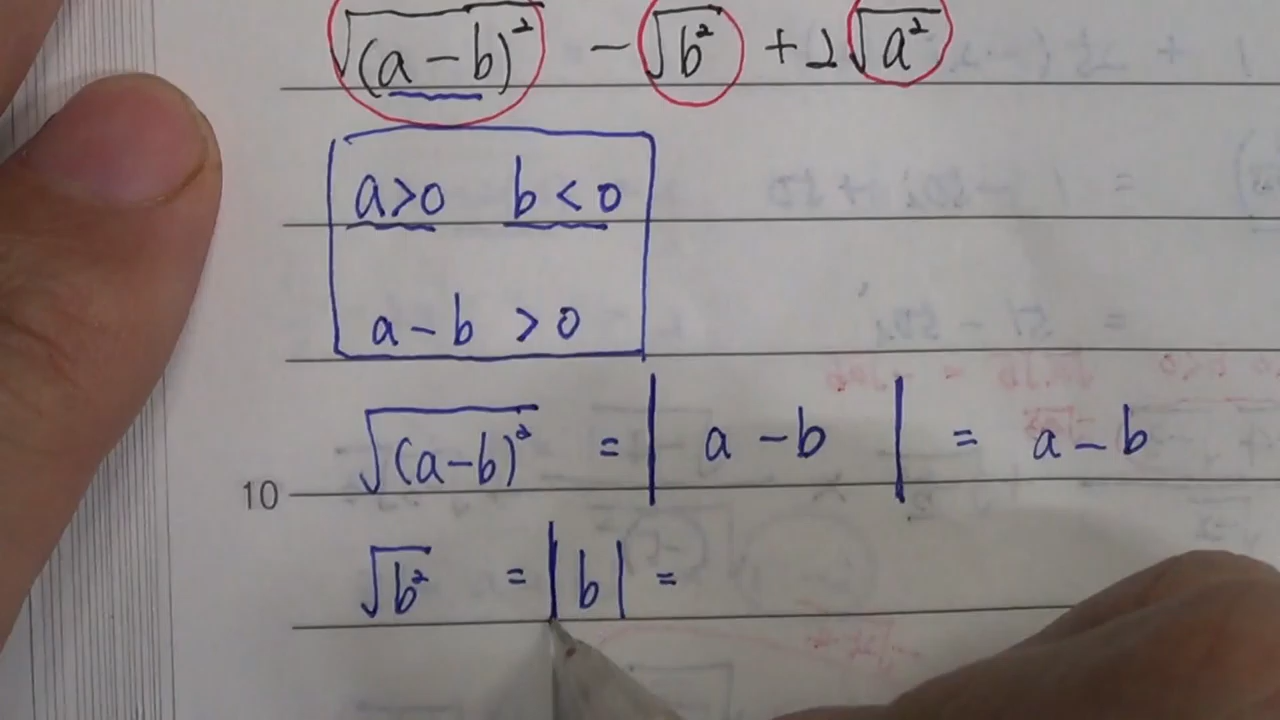 √(a-b)² - √b² + 2√a²
a>0 b<0
a-b >0
√(a-b)² = | a-b | = a-b
10
√b² = |b| =